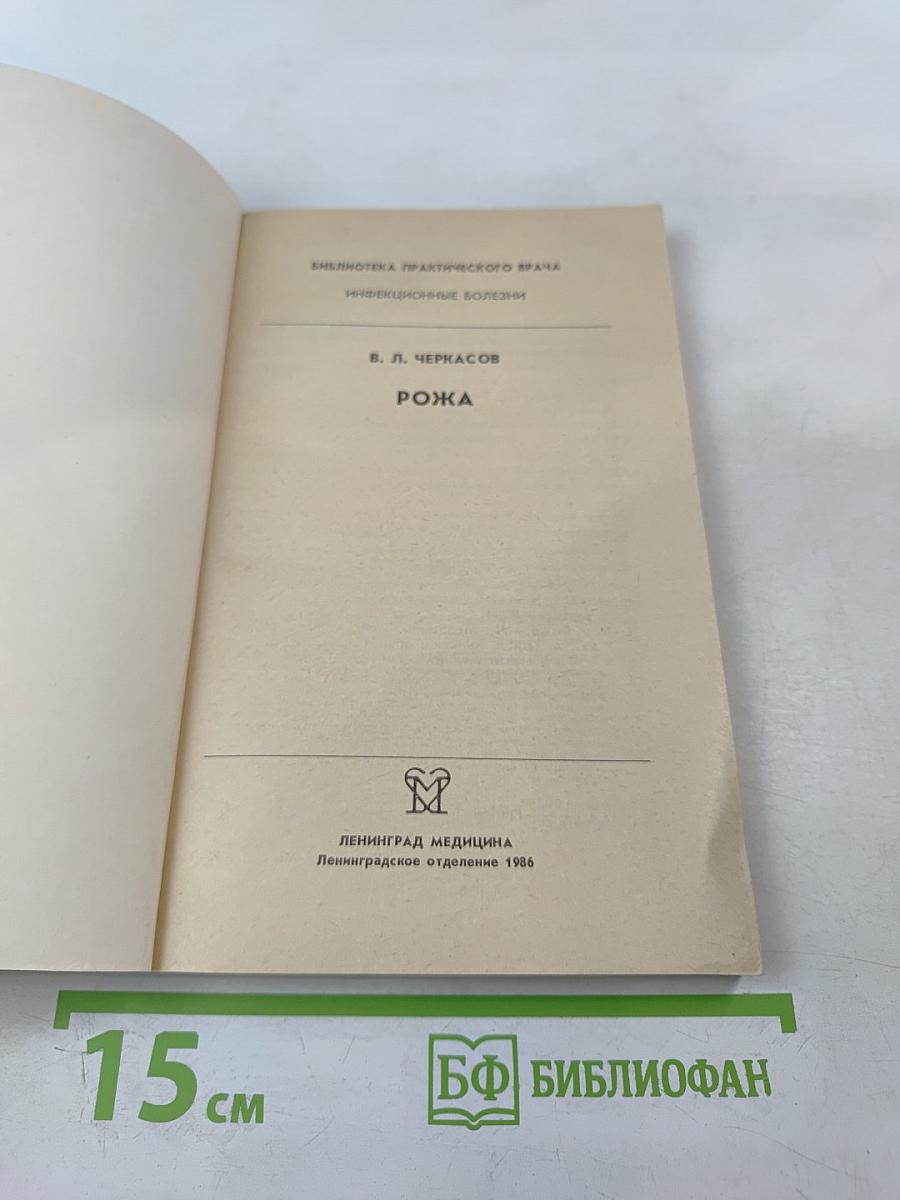 БИБЛИОТЕКА ПРАКТИЧЕСКОГО ВРАЧА
ИНФЕКЦИОННЫЕ БОЛЕЗНИ
В. Л. ЧЕРКАСОВ
РОЖА
М
ЛЕНИНГРАД МЕДИЦИНА
Ленинградское отделение 1986
15 см
БФ БИБЛИОФАН